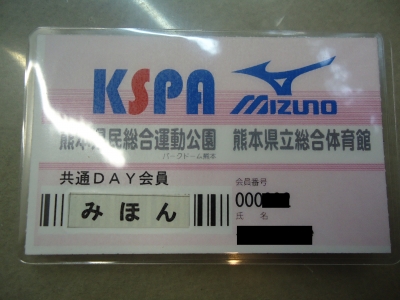 KSPA MIZUNO
熊本県民総合運動公園 熊本県立総合体育館
パークドーム熊本
共通DAY会員 会員番号
みほん 000
氏 名